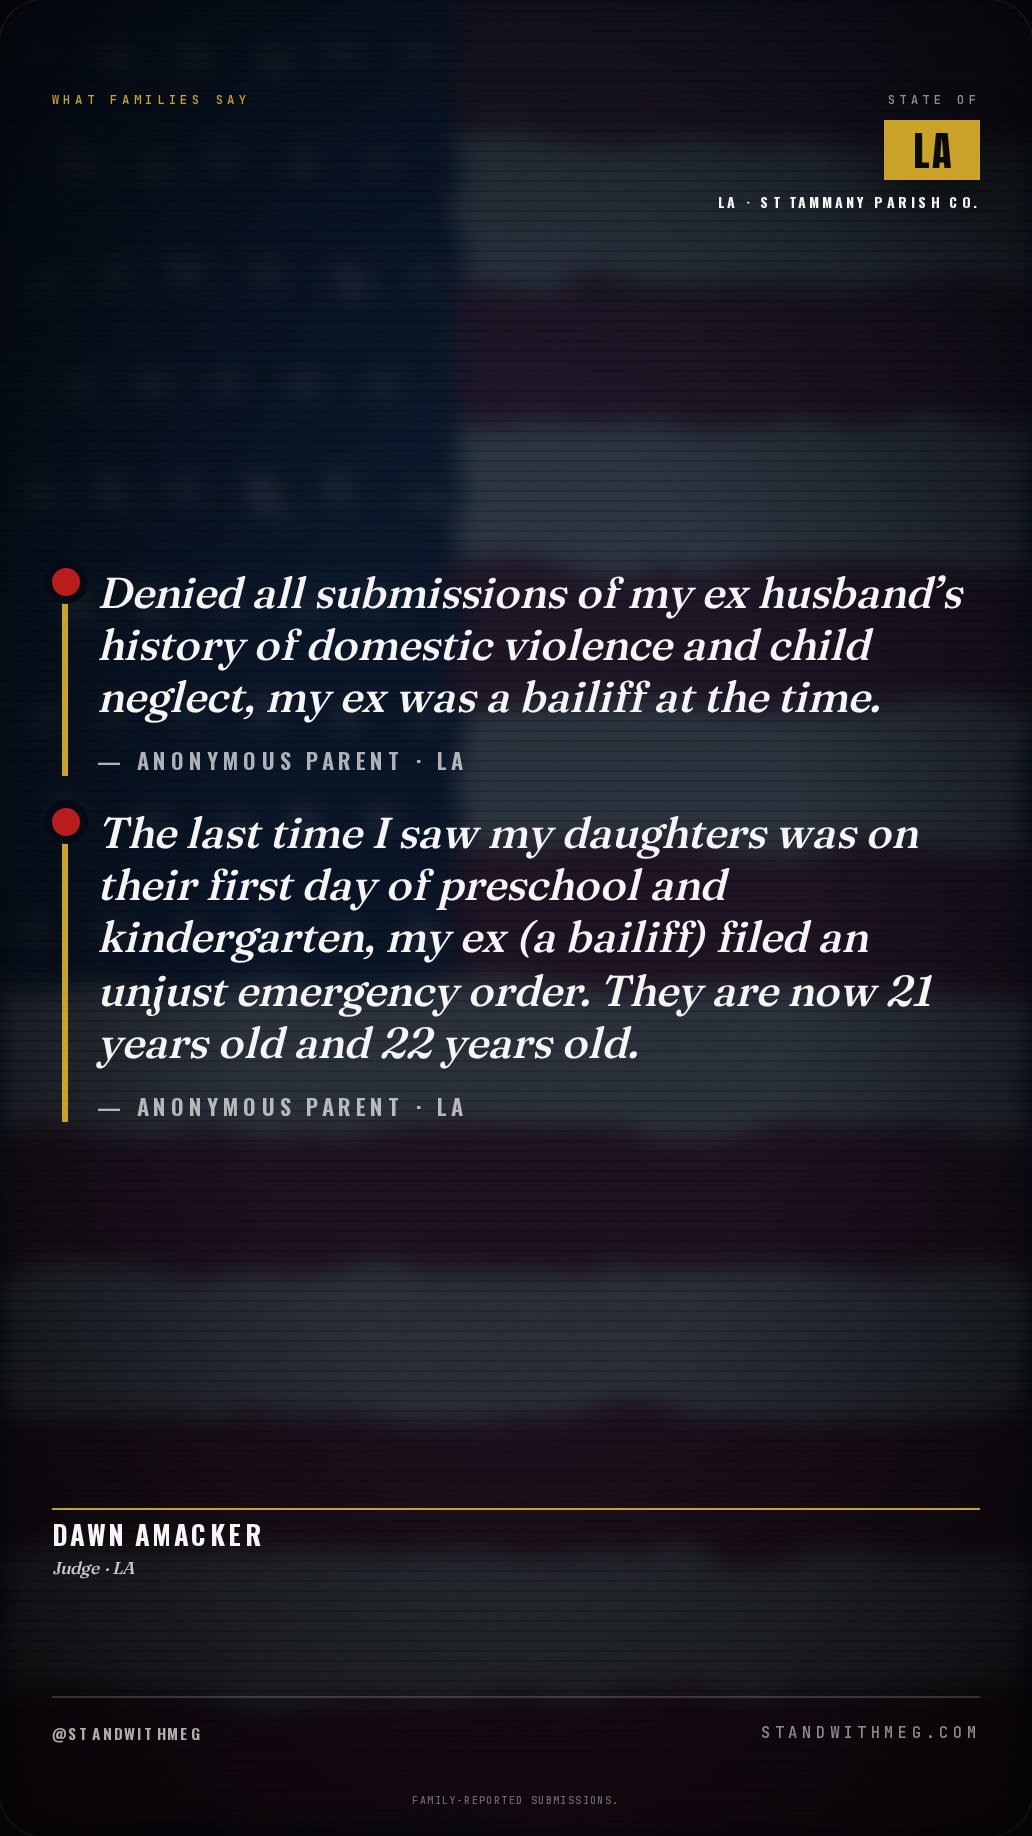 WHAT FAMILIES SAY
STATE OF
LA
LA · ST TAMMANY PARISH CO.
Denied all submissions of my ex husband’s
history of domestic violence and child
neglect, my ex was a bailiff at the time.
— ANONYMOUS PARENT · LA
The last time I saw my daughters was on
their first day of preschool and
kindergarten, my ex (a bailiff) filed an
unjust emergency order. They are now 21
years old and 22 years old.
— ANONYMOUS PARENT · LA
DAWN AMACKER
Judge · LA
@STANDWITHMEG
STANDWITHMEG.COM
FAMILY-REPORTED SUBMISSIONS.